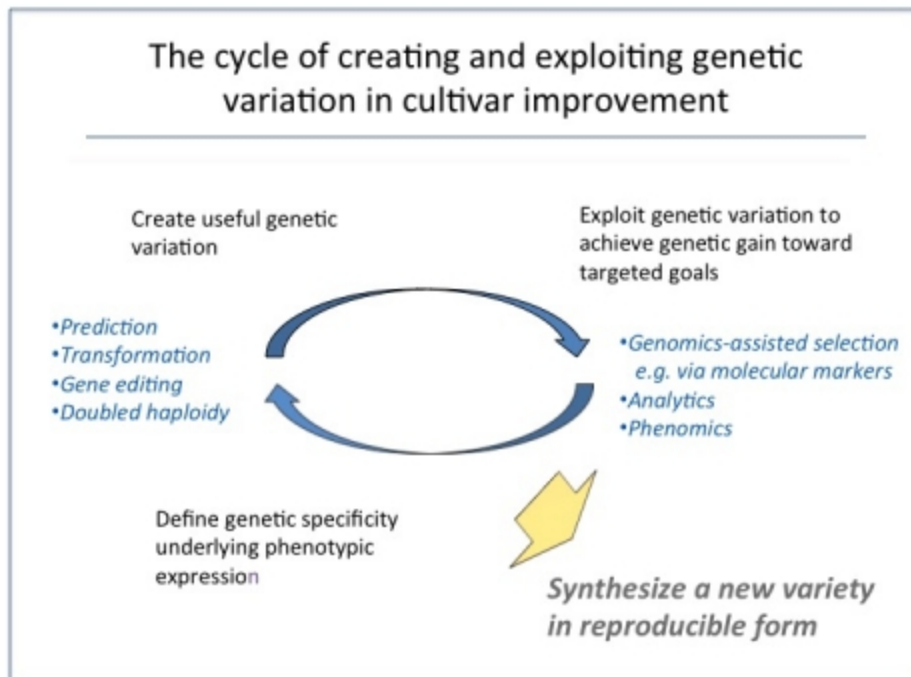 The cycle of creating and exploiting genetic
variation in cultivar improvement
Create useful genetic
variation
Exploit genetic variation to
achieve genetic gain toward
targeted goals
•Prediction
•Transformation
•Gene editing
•Doubled haploidy
•Genomics-assisted selection
e.g. via molecular markers
•Analytics
•Phenomics
Define genetic specificity
underlying phenotypic
expression
Synthesize a new variety
in reproducible form